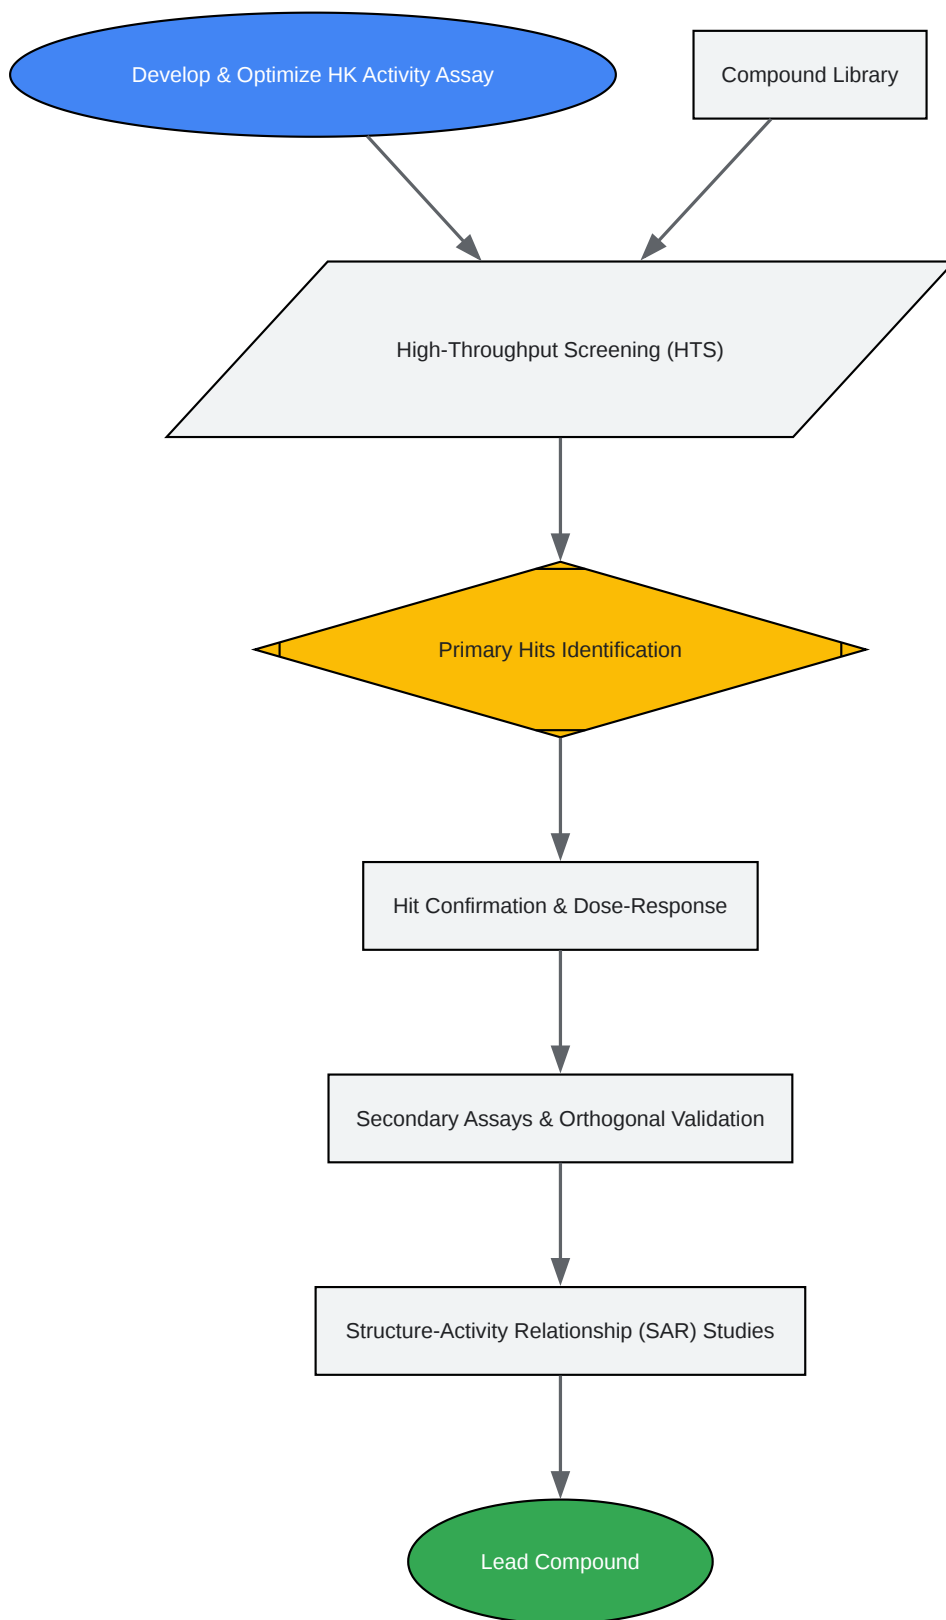 Develop & Optimize HK Activity Assay
Compound Library
High-Throughput Screening (HTS)
Primary Hits Identification
Hit Confirmation & Dose-Response
Secondary Assays & Orthogonal Validation
Structure-Activity Relationship (SAR) Studies
Lead Compound